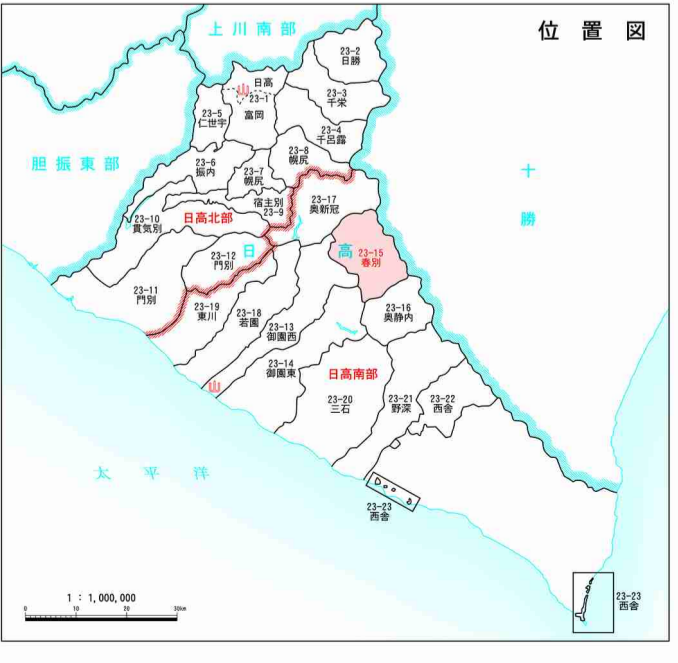 位置図
上川南部
23-2
日勝
日高
23-1
富岡
23-3
千栄
23-5
仁世宇
23-4
千呂露
胆振東部
23-8
幌尻
23-6
振内
23-7
幌尻
十
勝
23-17
奥新冠
宿主別
23-9
23-10
貫気別
日高北部
日
高
23-12
門別
23-15
春別
23-11
門別
23-19
東川
23-18
若園
23-16
奥静内
23-13
御園西
23-14
御園東
日高南部
23-20
三石
23-21
野深
23-22
西舎
太平洋
23-23
西舎
23-23
西舎
1 : 1,000,000
0 10 20 30km